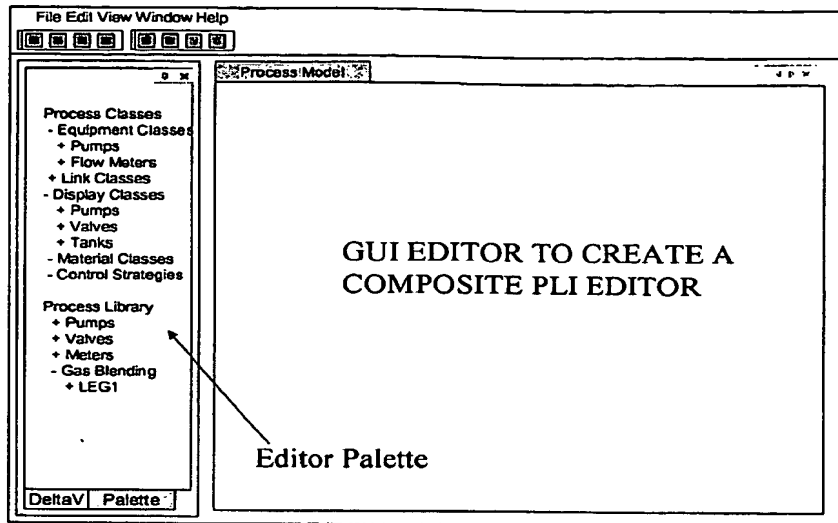 File Edit View Window Help
Process Model
Process Classes
- Equipment Classes
+ Pumps
+ Flow Meters
+ Link Classes
- Display Classes
+ Pumps
+ Valves
+ Tanks
- Material Classes
- Control Strategies
Process Library
+ Pumps
+ Valves
+ Meters
- Gas Blending
+ LEG1
GUI EDITOR TO CREATE A
COMPOSITE PLI EDITOR
Editor Palette
DeltaV Palette